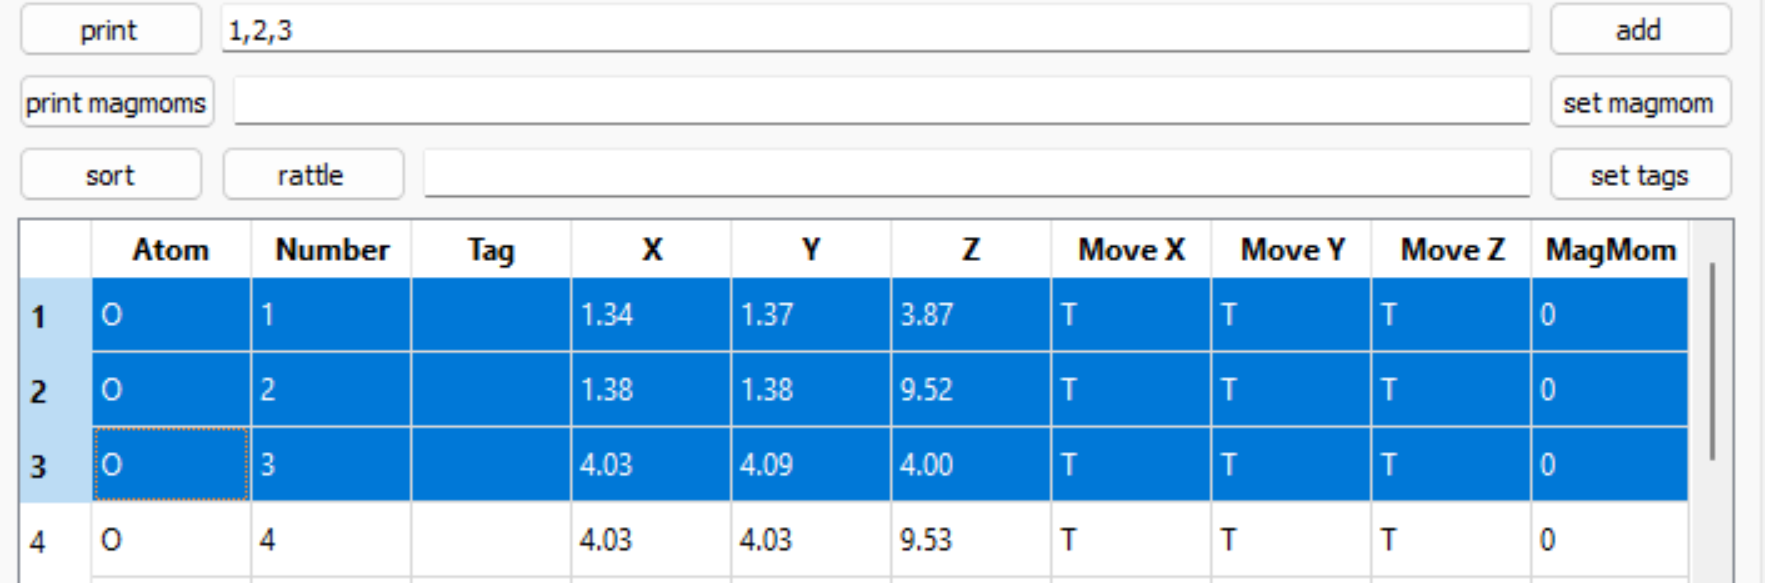 print 1,2,3 add
print magmoms set magmom
sort rattle set tags
Atom Number Tag X Y Z Move X Move Y Move Z MagMom
1 O 1 1.34 1.37 3.87 T T T 0
2 O 2 1.38 1.38 9.52 T T T 0
3 O 3 4.03 4.09 4.00 T T T 0
4 O 4 4.03 4.03 9.53 T T T 0